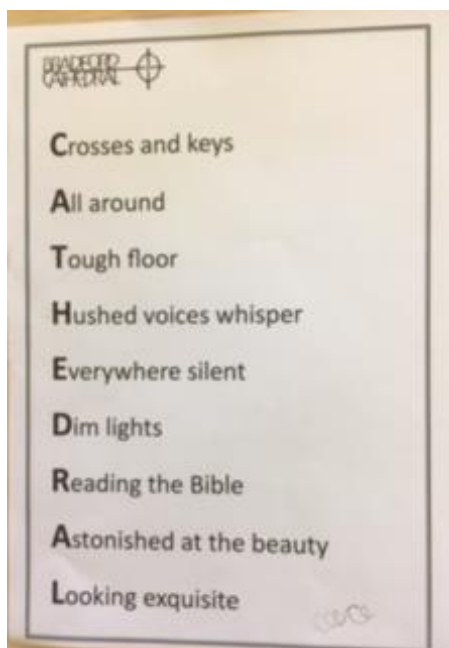 BRADFORD
CATHEDRAL
Crosses and keys
All around
Tough floor
Hushed voices whisper
Everywhere silent
Dim lights
Reading the Bible
Astonished at the beauty
Looking exquisite